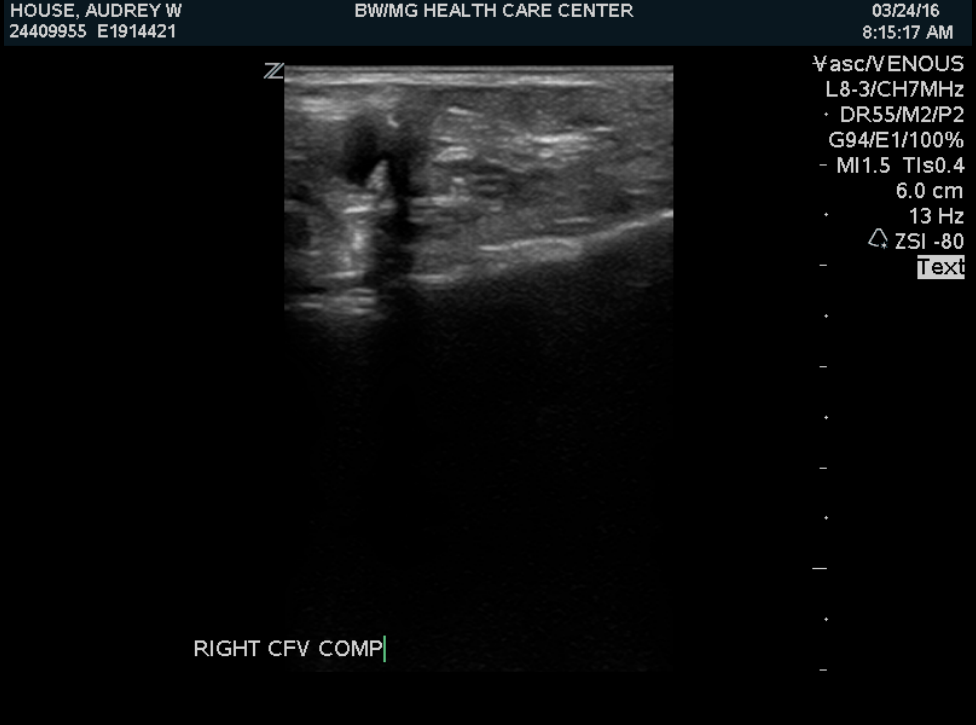 HOUSE, AUDREY W
24409955 E1914421
BW/MG HEALTH CARE CENTER
03/24/16
8:15:17 AM
Vasc/VENOUS
L8-3/CH7MHz
DR55/M2/P2
G94/E1/100%
MI1.5 TIs0.4
6.0 cm
13 Hz
ZSI -80
Text
RIGHT CFV COMP